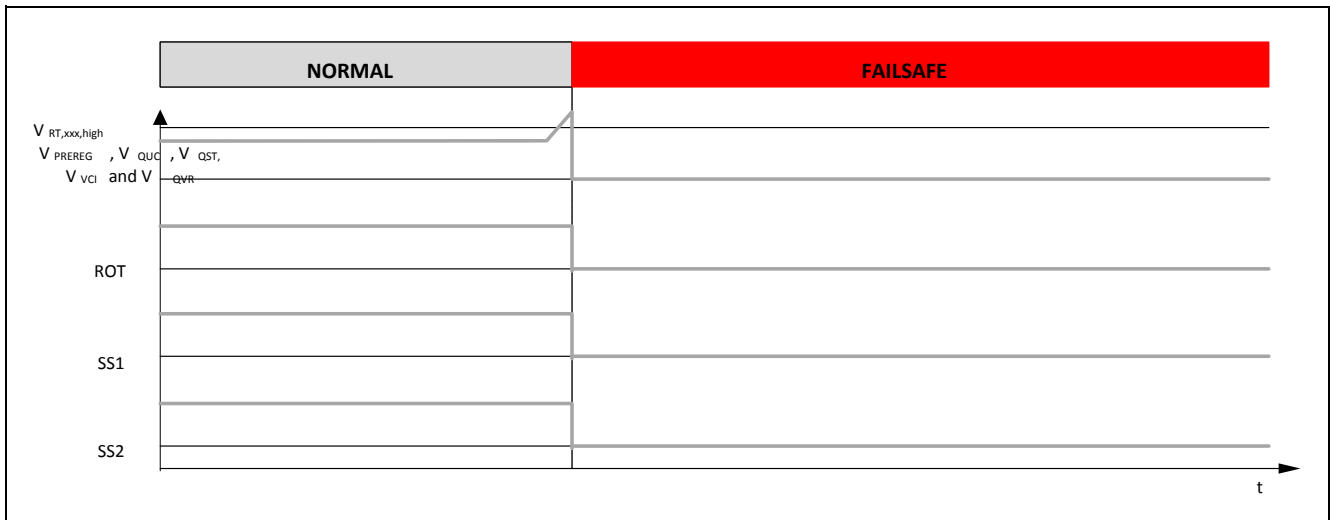 NORMAL FAILSAFE
V RT,xxx,high
V PREREG , V QUC , V QST,
V VCI and V QVR
ROT
SS1
SS2
t